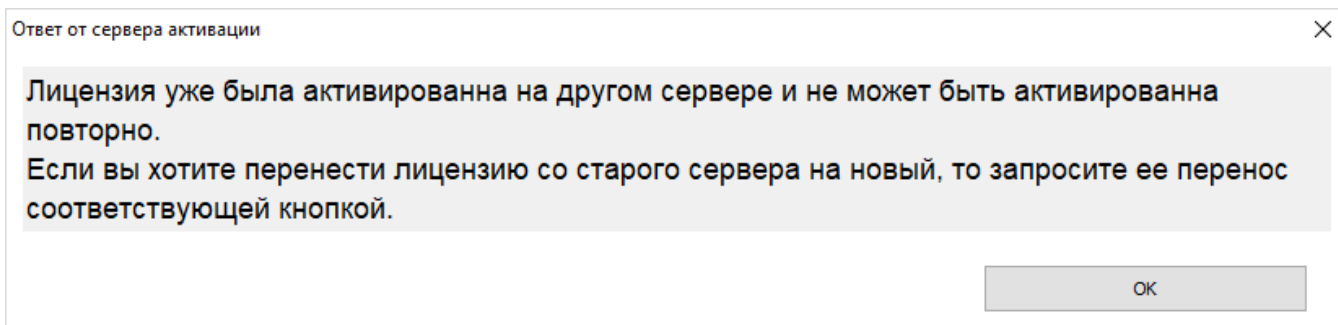 Ответ от сервера активации
Лицензия уже была активированна на другом сервере и не может быть активированна
повторно.
Если вы хотите перенести лицензию со старого сервера на новый, то запросите ее перенос
соответствующей кнопкой.
OK